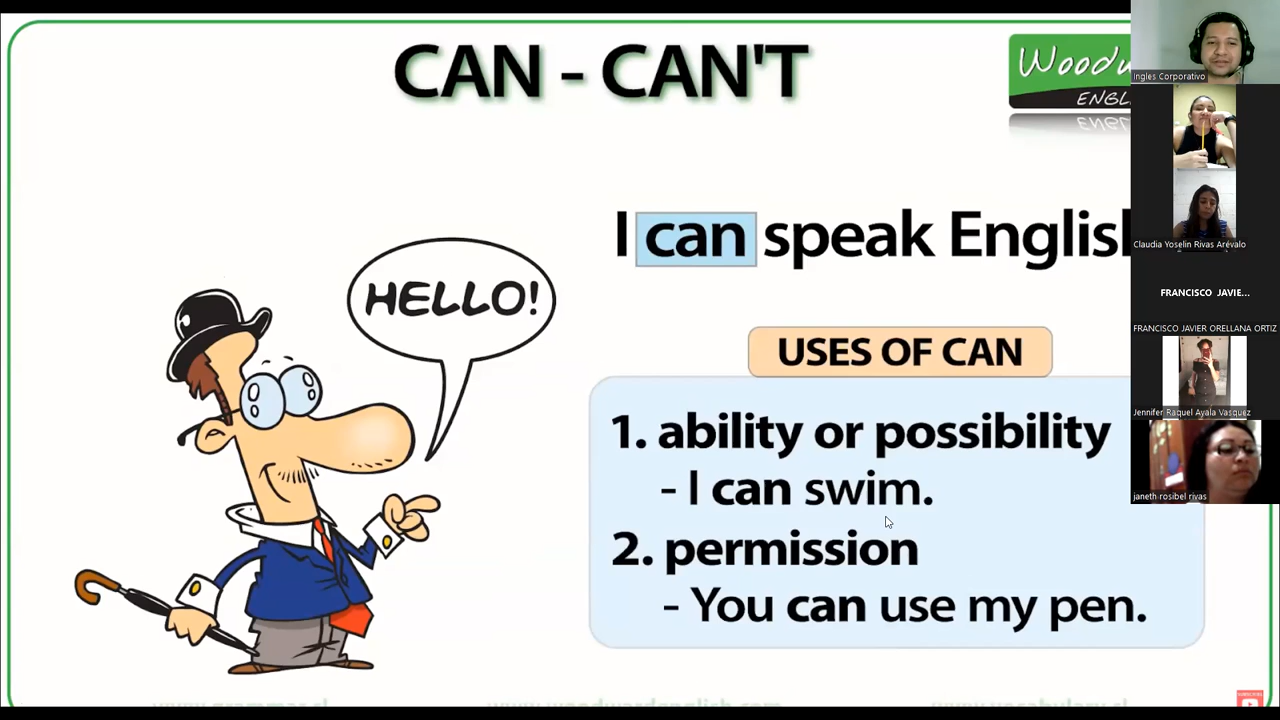 CAN - CAN'T
ENGL
I can speak English
HELLO!
USES OF CAN
1. ability or possibility
- I can swim.
2. permission
- You can use my pen.
Ingles Corporativo
Claudia Yoselin Rivas Arévalo
FRANCISCO JAVIE...
FRANCISCO JAVIER ORELLANA ORTIZ
Jennifer Raquel Ayala Vasquez
janeth rosibel rivas